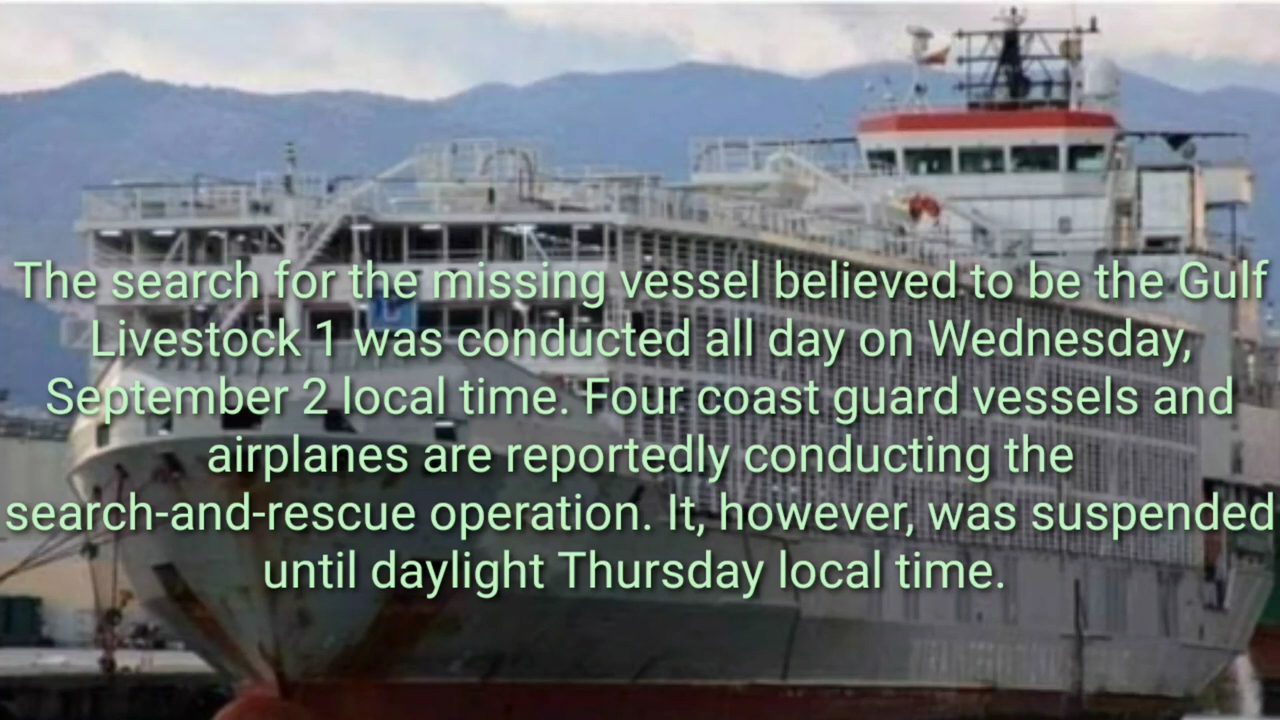 The search for the missing vessel believed to be the Gulf
Livestock 1 was conducted all day on Wednesday,
September 2 local time. Four coast guard vessels and
airplanes are reportedly conducting the
search-and-rescue operation. It, however, was suspended
until daylight Thursday local time.